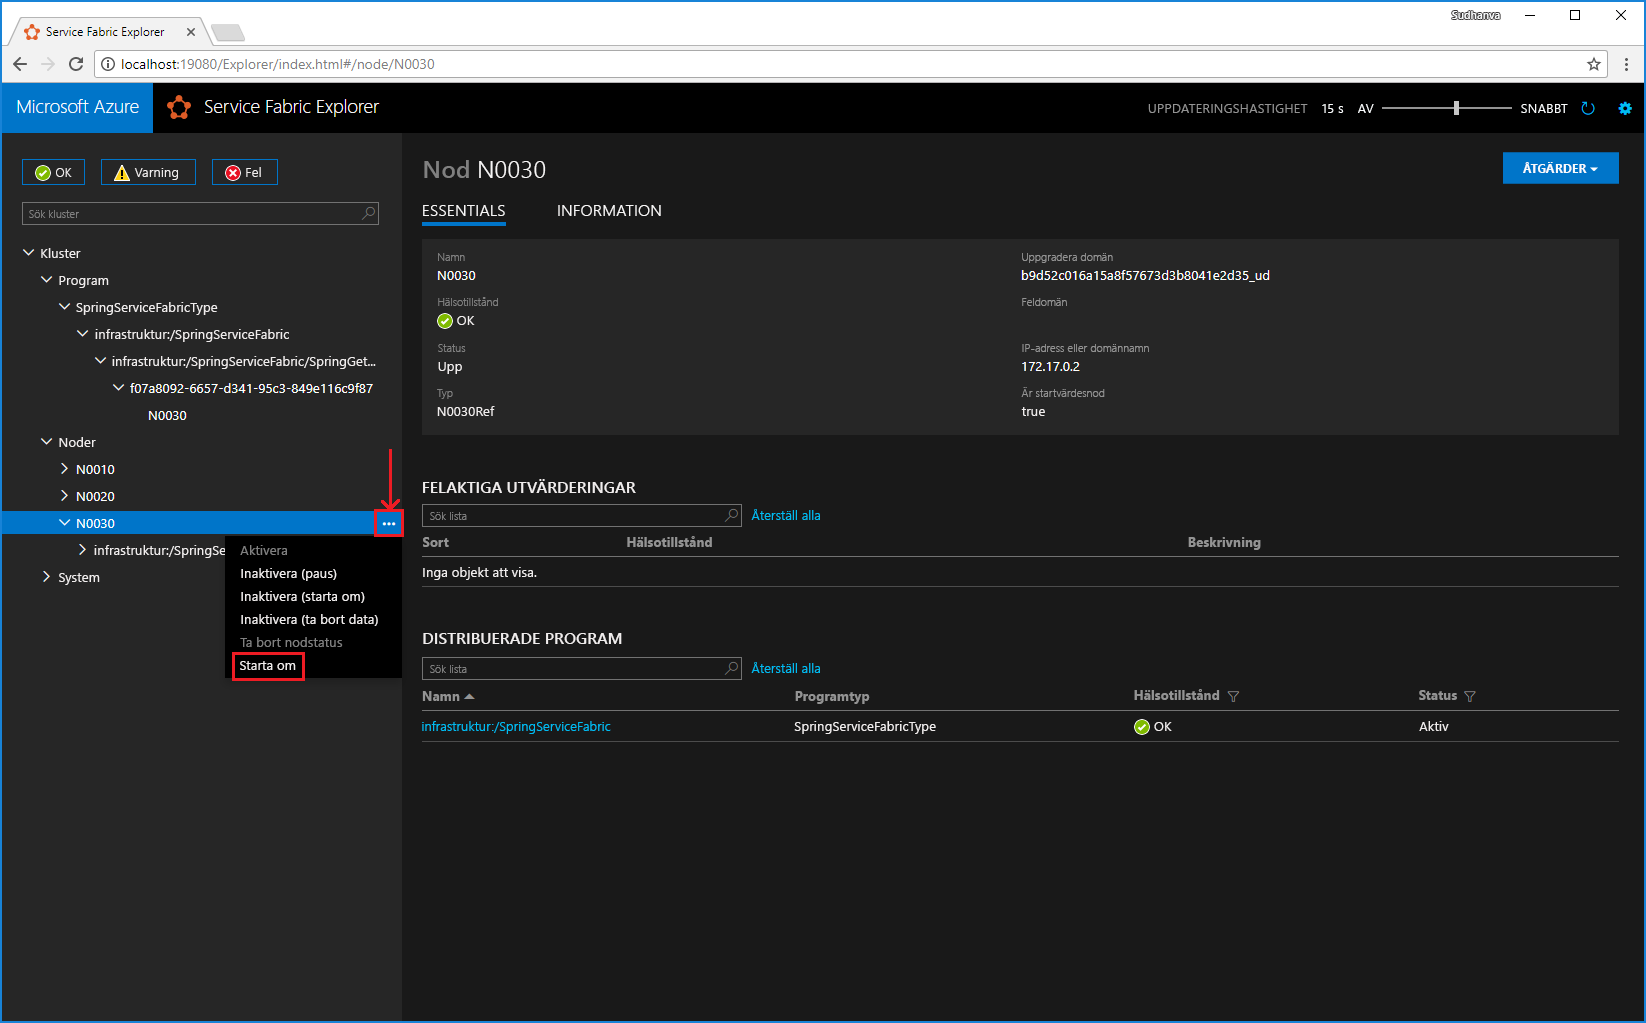 Sudhanva
Service Fabric Explorer
localhost:19080/Explorer/index.html#/node/N0030
Microsoft Azure
Service Fabric Explorer
UPPDATERINGSHASTIGHET 15 s AV SNABBT
OK
Varning
Fel
Sök kluster
Kluster
Program
SpringServiceFabricType
infrastruktur:/SpringServiceFabric
infrastruktur:/SpringServiceFabric/SpringGet...
f07a8092-6657-d341-95c3-849e116c9f87
N0030
Noder
N0010
N0020
N0030
...
infrastruktur:/SpringSe
System
Aktivera
Inaktivera (paus)
Inaktivera (starta om)
Inaktivera (ta bort data)
Ta bort nodstatus
Starta om
Nod N0030
ÅTGÄRDER
ESSENTIALS
INFORMATION
Namn
N0030
Hälsotillstånd
OK
Status
Upp
Typ
N0030Ref
Uppgradera domän
b9d52c016a15a8f57673d3b8041e2d35_ud
Feldomän
IP-adress eller domännamn
172.17.0.2
Är startvärdesnod
true
FELAKTIGA UTVÄRDERINGAR
Sök lista
Återställ alla
Sort Hälsotillstånd Beskrivning
Inga objekt att visa.
DISTRIBUERADE PROGRAM
Sök lista
Återställ alla
Namn Programtyp Hälsotillstånd Status
infrastruktur:/SpringServiceFabric SpringServiceFabricType OK Aktiv